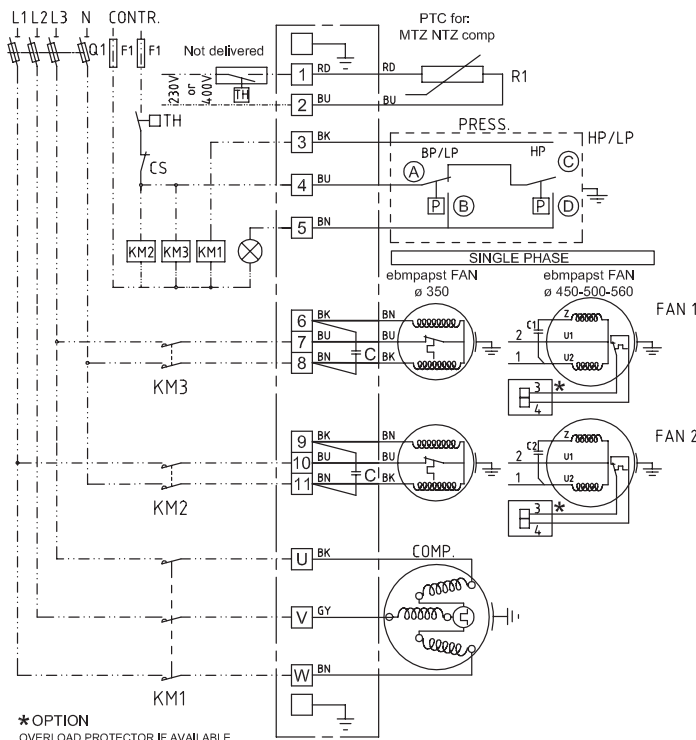 L1 L2 L3 N CONTR.
Q1 F1 F1
Not delivered
PTC for:
MTZ NTZ comp
230V
or
400V
TH
1 RD RD
R1
2 BU BU
TH
PRESS.
HP/LP
3 BK
BP/LP HP
A C
CS
4 BU
P B P D
5 BN
KM2 KM3 KM1
SINGLE PHASE
ebmpapst FAN
ø 350
ebmpapst FAN
ø 450-500-560
FAN 1
6 BK BN
7 BU BU
8 BN C BK
KM3
C1 Z
2 U1
1 U2
3 *
4
FAN 2
9 BK BN
10 BU BU
11 BN C BK
KM2
C2 Z
2 U1
1 U2
3 *
4
COMP.
U BK
V GY
W BN
KM1
* OPTION
OVERLOAD PROTECTOR IF AVAILABLE